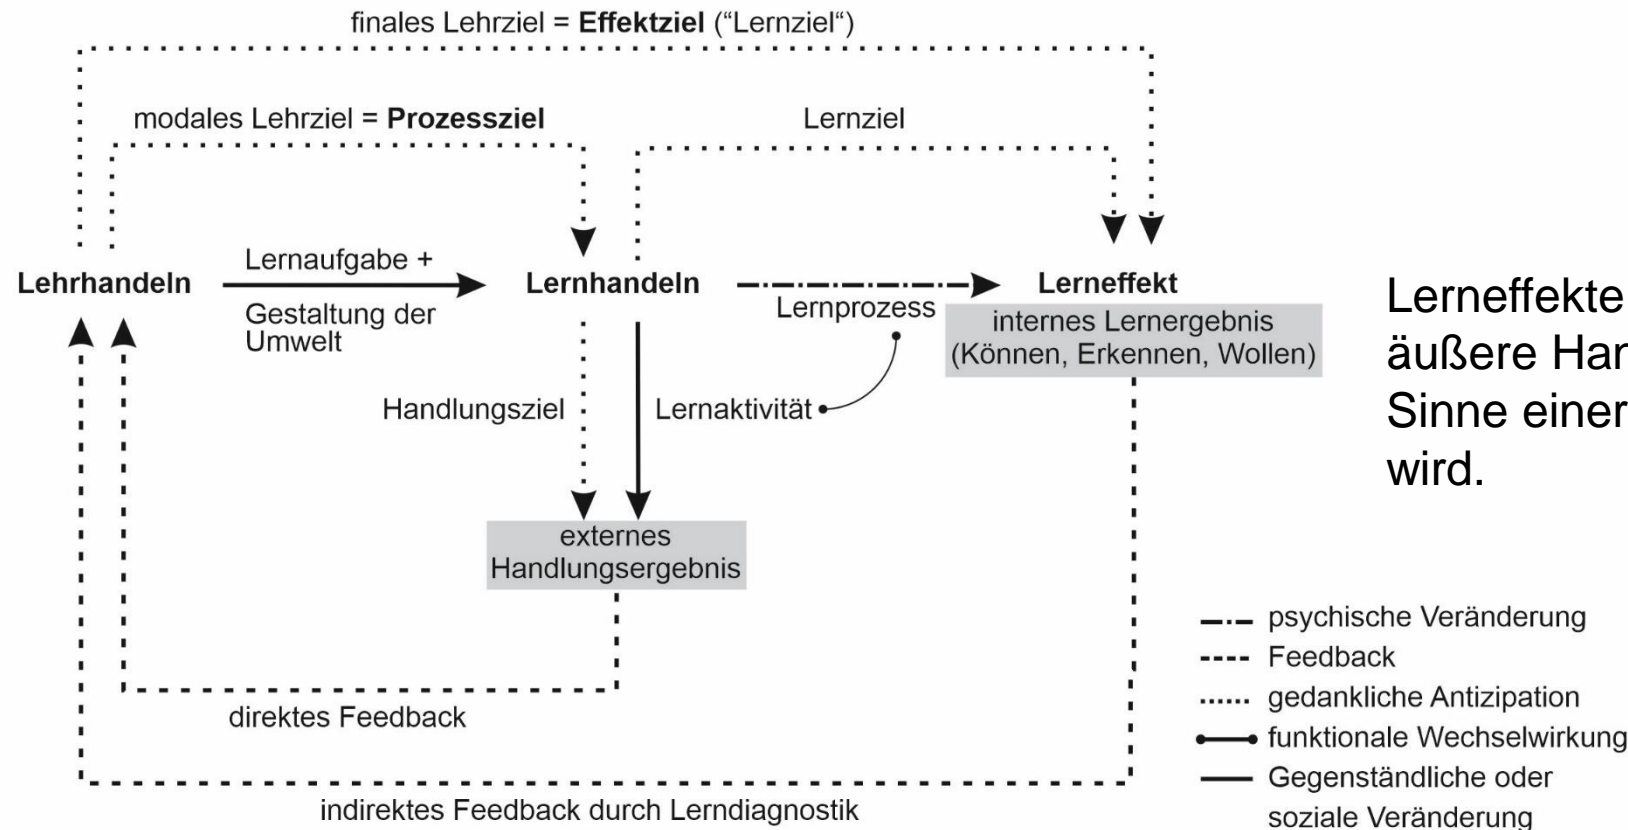 finales Lehrziel = Effektziel (“Lernziel“)
modales Lehrziel = Prozessziel
Lernziel
Lehrhandeln
Lernaufgabe +
Gestaltung der
Umwelt
Lernhandeln
Lernprozess
Lerneffekt
internes Lernergebnis
(Können, Erkennen, Wollen)
Handlungsziel
Lernaktivität
externes
Handlungsergebnis
direktes Feedback
indirektes Feedback durch Lerndiagnostik
Lerneffekte
äußere
Sinne einer
wird.
psychische Veränderung
Feedback
gedankliche Antizipation
funktionale Wechselwirkung
Gegenständliche oder
soziale Veränderung